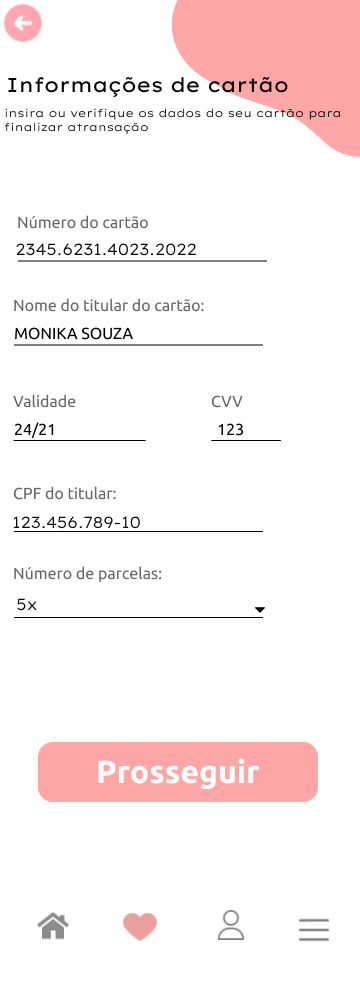 Informações de cartão
insira ou verifique os dados do seu cartão para
finalizar atransação
Número do cartão
2345.6231.4023.2022
Nome do titular do cartão:
MONIKA SOUZA
Validade CVV
24/21 123
CPF do titular:
123.456.789-10
Número de parcelas:
5x
Prosseguir